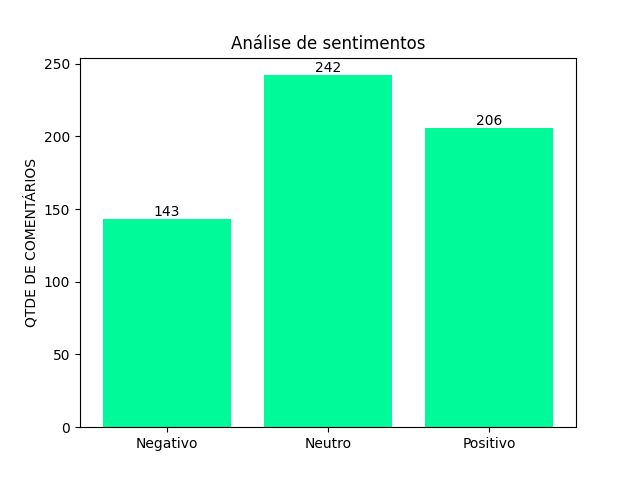 Análise de sentimentos
QTDE DE COMENTÁRIOS
250
200
150
100
50
0
143
242
206
Negativo
Neutro
Positivo